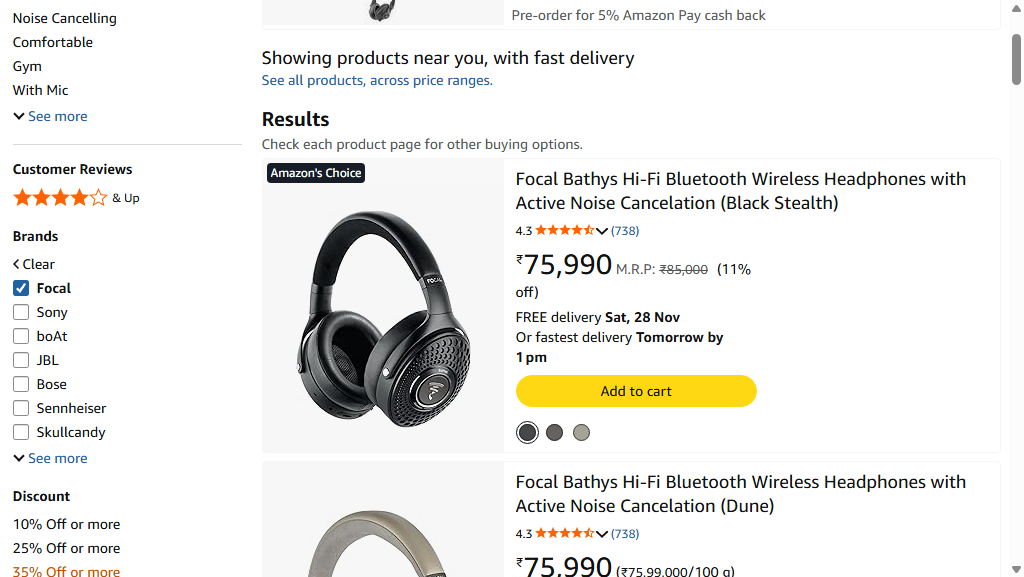 Noise Cancelling
Comfortable
Gym
With Mic
See more
Customer Reviews
& Up
Brands
Clear
Focal
Sony
boAt
JBL
Bose
Sennheiser
Skullcandy
See more
Discount
10% Off or more
25% Off or more
35% Off or more
Pre-order for 5% Amazon Pay cash back
Showing products near you, with fast delivery
See all products, across price ranges.
Results
Check each product page for other buying options.
Amazon's Choice
FOCAL
Focal Bathys Hi-Fi Bluetooth Wireless Headphones with
Active Noise Cancelation (Black Stealth)
4.3 (738)
₹75,990 M.R.P: ₹85,000 (11%
off)
FREE delivery Sat, 28 Nov
Or fastest delivery Tomorrow by
1 pm
Add to cart
Focal Bathys Hi-Fi Bluetooth Wireless Headphones with
Active Noise Cancelation (Dune)
4.3 (738)
₹75,990 (₹75,99,000/100 g)